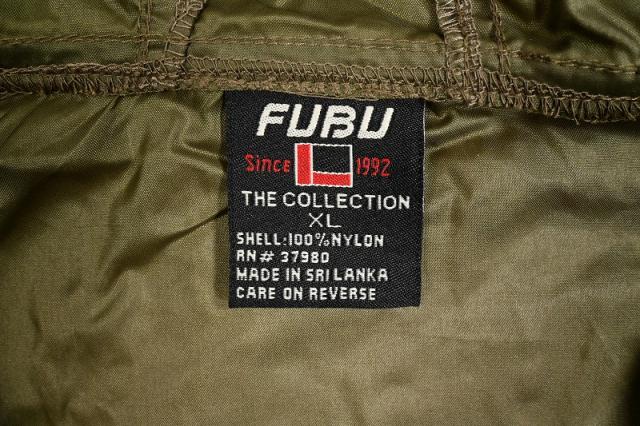 FUBU
Since 1992
THE COLLECTION
XL
SHELL:100%NYLON
RN# 37980
MADE IN SRI LANKA
CARE ON REVERSE